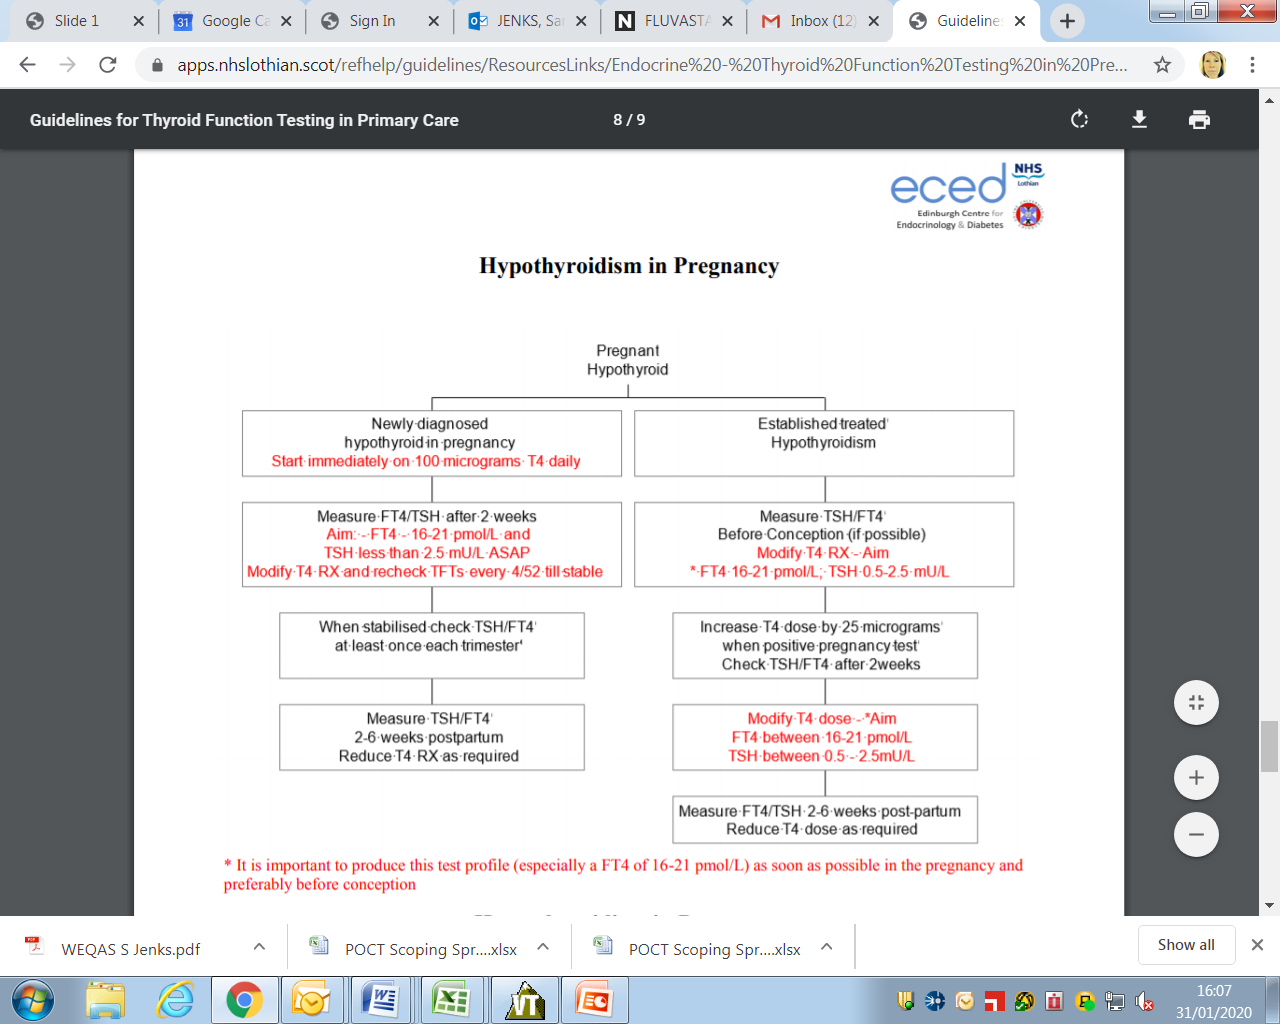 Slide 1
Google Ca
Sign In
JENKS, Sar
FLUVASTA
Inbox (12)
Guideline
apps.nhslothian.scot/refhelp/guidelines/ResourcesLinks/Endocrine%20-%20Thyroid%20Function%20Testing%20in%20Pre...
Guidelines for Thyroid Function Testing in Primary Care
8 / 9
eced
NHS
Lothian
Edinburgh Centre for
Endocrinology & Diabetes
Hypothyroidism in Pregnancy
Pregnant
Hypothyroid
Newly diagnosed
hypothyroid in pregnancy
Start immediately on 100 micrograms T4 daily
Established treated
Hypothyroidism
Measure FT4/TSH after 2 weeks
Aim: - FT4 - 16-21 pmol/L and
TSH less than 2.5 mU/L ASAP
Modify T4 RX and recheck TFTs every 4/52 till stable
Measure TSH/FT4
Before Conception (if possible)
Modify T4 RX - Aim
* FT4 16-21 pmol/L; TSH 0.5-2.5 mU/L
When stabilised check TSH/FT4
at least once each trimester
Increase T4 dose by 25 micrograms
when positive pregnancy test
Check TSH/FT4 after 2weeks
Measure TSH/FT4
2-6 weeks postpartum
Reduce T4 RX as required
Modify T4 dose - *Aim
FT4 between 16-21 pmol/L
TSH between 0.5 - 2.5mU/L
Measure FT4/TSH 2-6 weeks post-partum
Reduce T4 dose as required
* It is important to produce this test profile (especially a FT4 of 16-21 pmol/L) as soon as possible in the pregnancy and
preferably before conception
WEQAS S Jenks.pdf
POCT Scoping Spr....xlsx
POCT Scoping Spr....xlsx
Show all
16:07
31/01/2020